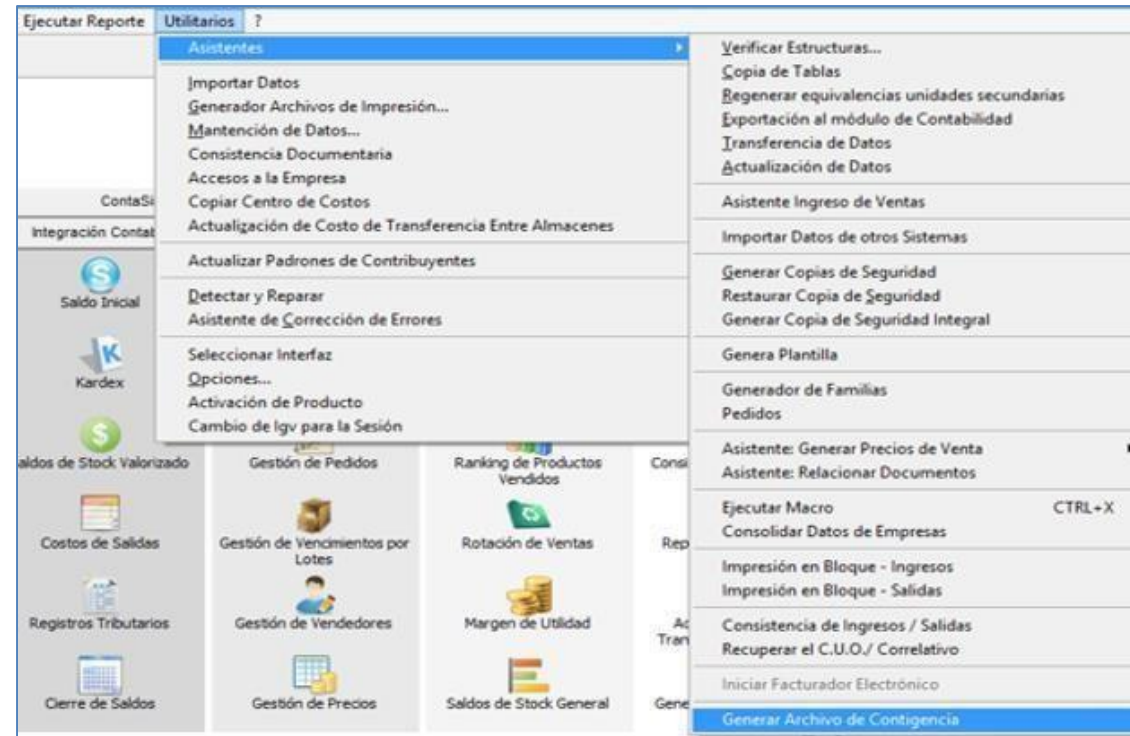 Ejecutar Reporte Utilitarios ?
Asistentes
Importar Datos
Generador Archivos de Impresión...
Mantención de Datos...
Consistencia Documentaria
Accesos a la Empresa
Copiar Centro de Costos
Actualización de Costo de Transferencia Entre Almacenes
Actualizar Padrones de Contribuyentes
Detectar y Reparar
Asistente de Corrección de Errores
Seleccionar Interfaz
Opciones...
Activación de Producto
Cambio de Igv para la Sesión
Verificar Estructuras...
Copia de Tablas
Regenerar equivalencias unidades secundarias
Exportación al módulo de Contabilidad
Transferencia de Datos
Actualización de Datos
Asistente Ingreso de Ventas
Importar Datos de otros Sistemas
Generar Copias de Seguridad
Restaurar Copia de Seguridad
Generar Copia de Seguridad Integral
Genera Plantilla
Generador de Familias
Pedidos
Asistente: Generar Precios de Venta
Asistente: Relacionar Documentos
Ejecutar Macro CTRL+X
Consolidar Datos de Empresas
Impresión en Bloque - Ingresos
Impresión en Bloque - Salidas
Consistencia de Ingresos / Salidas
Recuperar el C.U.O./ Correlativo
Iniciar Facturador Electrónico
Generar Archivo de Contigencia
ContaSi
Integración Contab
Saldo Inicial
Kardex
aldos de Stock Valorizado
Gestión de Pedidos
Ranking de Productos
Vendidos
Consi
Costos de Salidas
Gestión de Vencimientos por
Lotes
Rotación de Ventas
Rep
Registros Tributarios
Gestión de Vendedores
Margen de Utilidad
Ac
Tran
Cierre de Saldos
Gestión de Precios
Saldos de Stock General
Gene